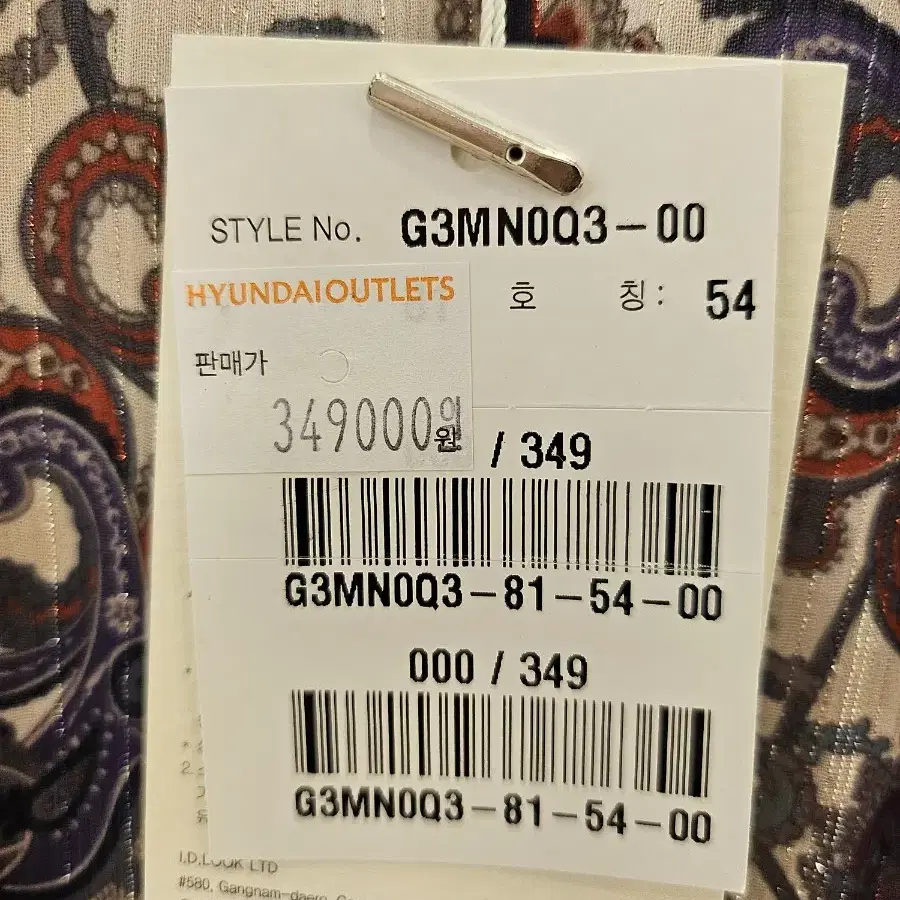 STYLE No. G3MN0Q3-00
HYUNDAIOUTLETS
호 칭: 54
판매가
349000원
/ 349
G3MN0Q3-81-54-00
000 / 349
G3MN0Q3-81-54-00
2.
I.D.LOOK LTD
#580, Gangnam-daero,